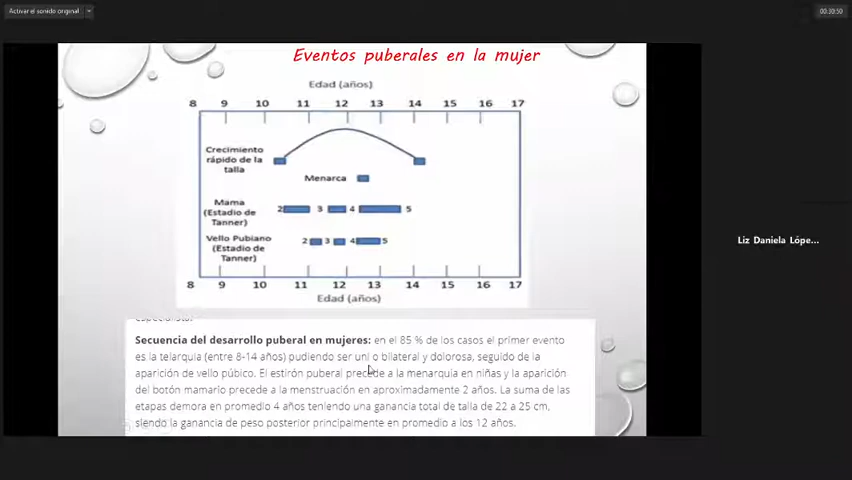 Activar el sonido original
00:30:50
Eventos puberales en la mujer
Edad (años)
8 9 10 11 12 13 14 15 16 17
Crecimiento
rápido de la
talla
Menarca
Mama
(Estadio de
Tanner)
2 3 4 5
Vello Pubiano
(Estadio de
Tanner)
2 3 4 5
8 9 10 11 12 13 14 15 16 17
Edad (años)
especialista.
Secuencia del desarrollo puberal en mujeres: en el 85 % de los casos el primer evento
es la telarquia (entre 8-14 años) pudiendo ser uni o bilateral y dolorosa, seguido de la
aparición de vello púbico. El estirón puberal precede a la menarquia en niñas y la aparición
del botón mamario precede a la menstruación en aproximadamente 2 años. La suma de las
etapas demora en promedio 4 años teniendo una ganancia total de talla de 22 a 25 cm,
siendo la ganancia de peso posterior principalmente en promedio a los 12 años.
Liz Daniela Lópe...